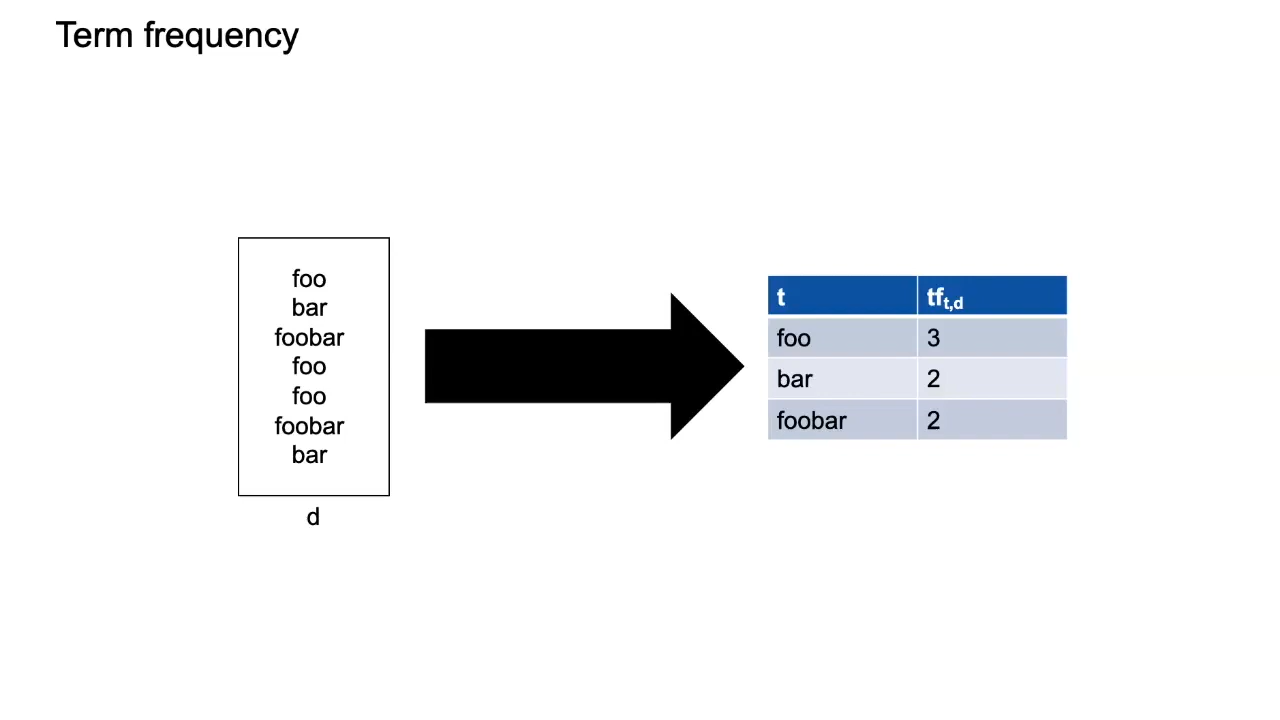 Term frequency
foo
bar
foobar
foo
foo
foobar
bar
d
t tft,d
foo 3
bar 2
foobar 2